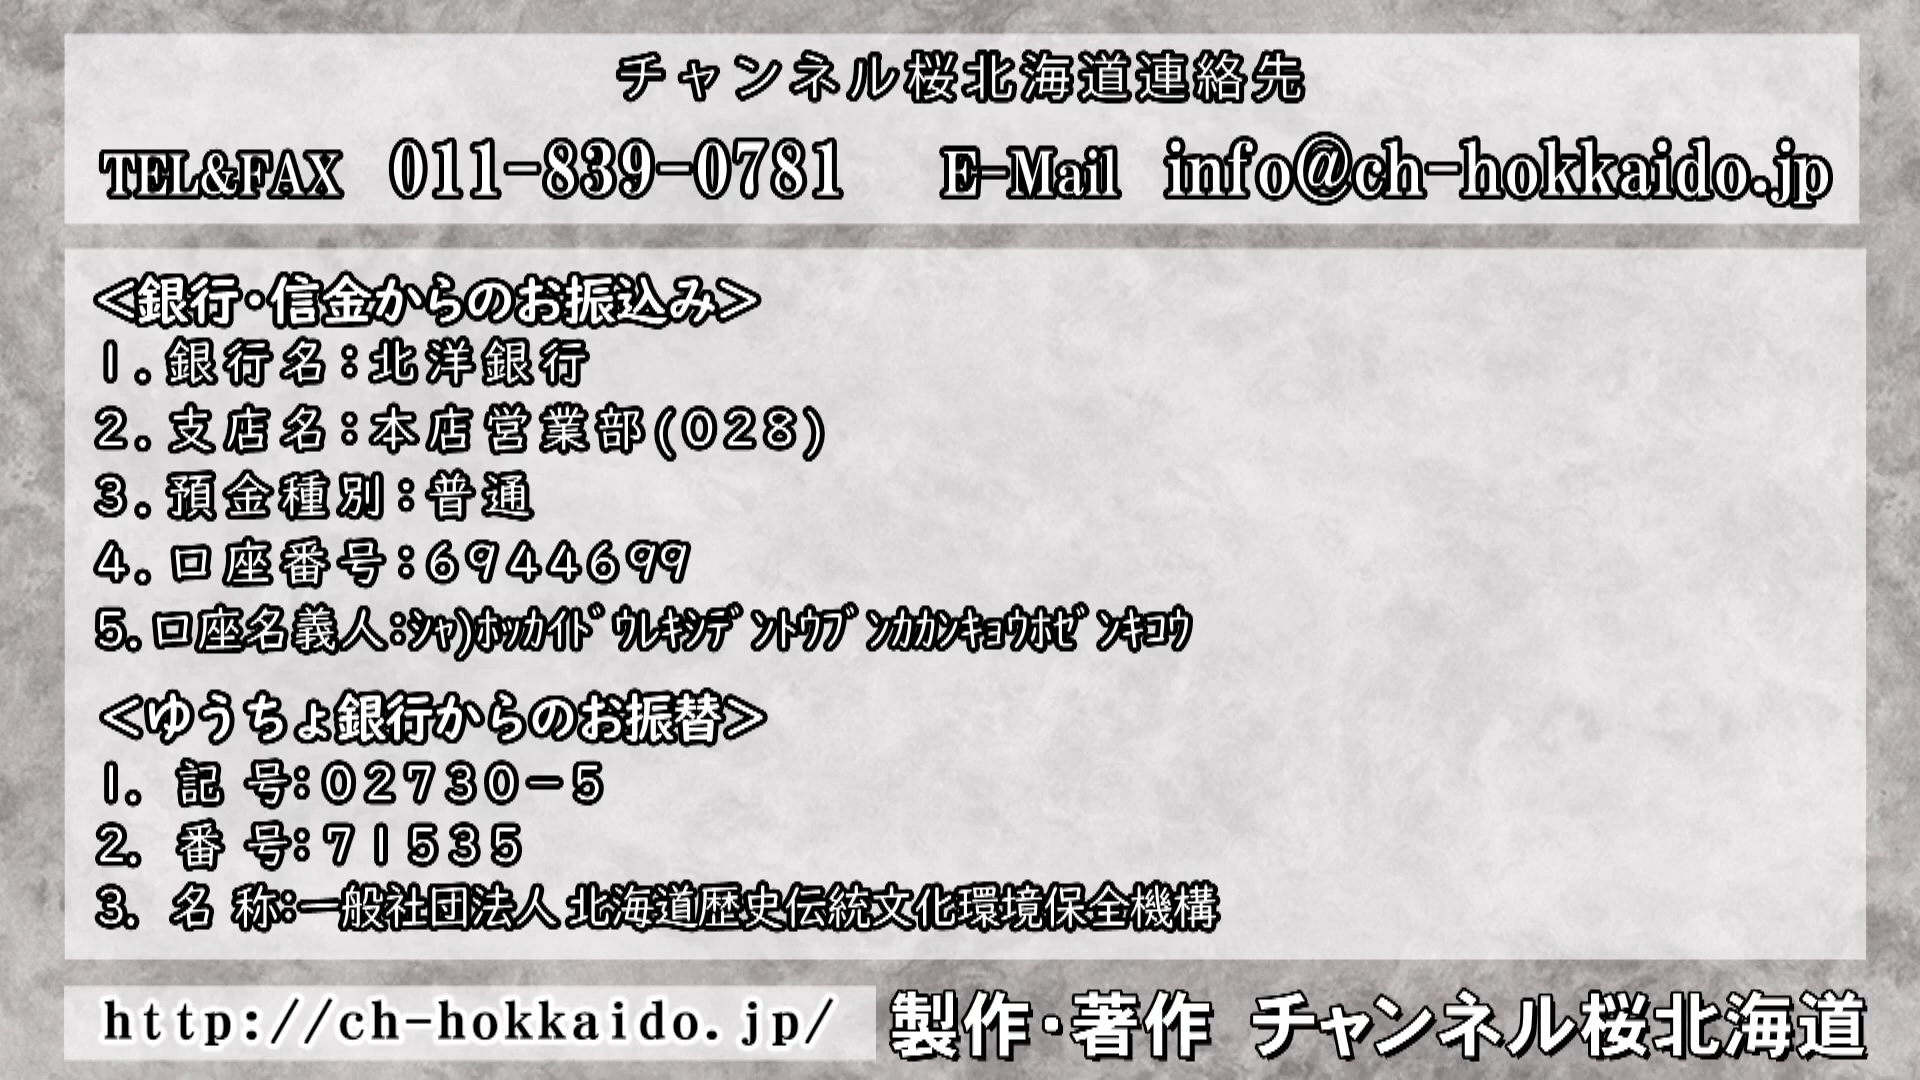 チャンネル桜北海道連絡先
TEL&FAX 011-839-0781 E-Mail info@ch-hokkaido.jp
＜銀行・信金からのお振込み＞
1.銀行名：北洋銀行
2.支店名：本店営業部(028)
3.預金種別：普通
4.口座番号：6944699
5.口座名義人：ｼｬ)ﾎｯｶｲﾄﾞｳﾚｷｼﾃﾞﾝﾄｳﾌﾞﾝｶｶﾝｷｮｳﾎｾﾞﾝｷｺｳ
＜ゆうちょ銀行からのお振替＞
1. 記 号：02730－5
2. 番 号：71535
3. 名 称：一般社団法人 北海道歴史伝統文化環境保全機構
http://ch-hokkaido.jp/ 製作・著作 チャンネル桜北海道